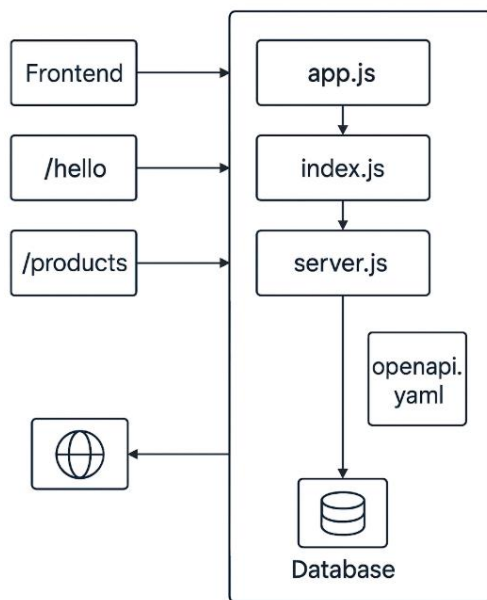 Frontend
app.js
/hello
index.js
/products
server.js
openapi.
yaml
Database